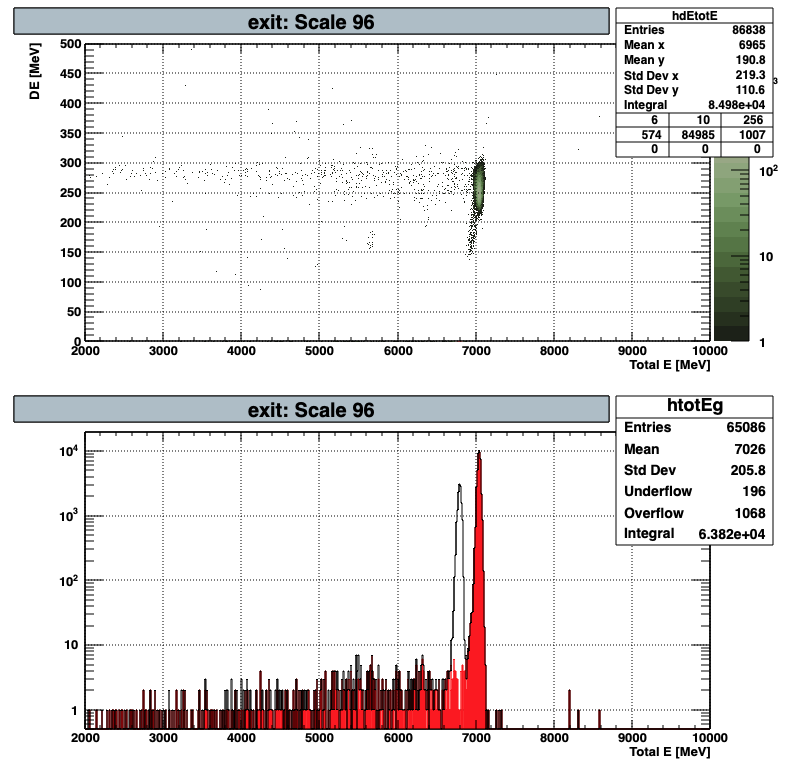 exit: Scale 96
hdEtotE
Entries 86838
Mean x 6965
Mean y 190.8
Std Dev x 219.3
Std Dev y 110.6
Integral 8.498e+04
6 10 256
574 84985 1007
0 0 0
DE [MeV]
500
450
400
350
300
250
200
150
100
50
0
2000 3000 4000 5000 6000 7000 8000 9000 10000
Total E [MeV]
3
10²
10
1
exit: Scale 96
htotEg
Entries 65086
Mean 7026
Std Dev 205.8
Underflow 196
Overflow 1068
Integral 6.382e+04
10⁴
10³
10²
10
1
2000 3000 4000 5000 6000 7000 8000 9000 10000
Total E [MeV]